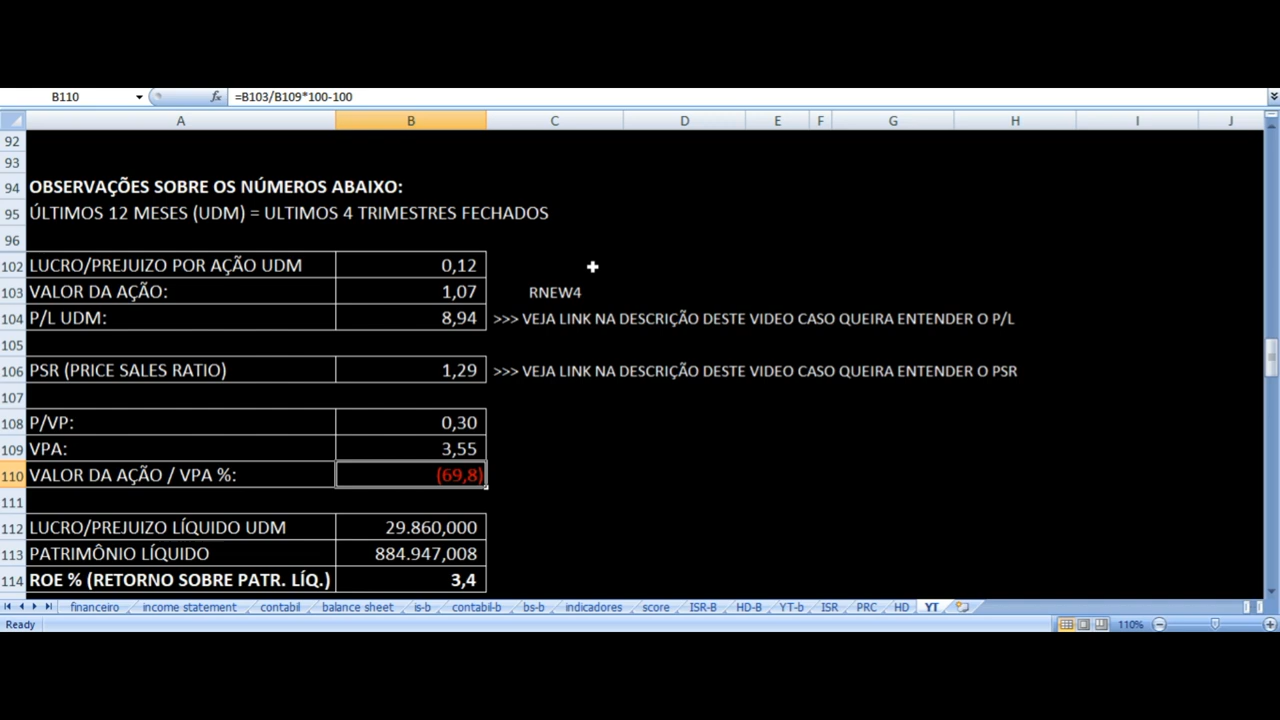 B110 fx =B103/B109*100-100
A B C D E F G H I J
92
93
94 OBSERVAÇÕES SOBRE OS NÚMEROS ABAIXO:
95 ÚLTIMOS 12 MESES (UDM) = ULTIMOS 4 TRIMESTRES FECHADOS
96
102 LUCRO/PREJUIZO POR AÇÃO UDM 0,12
103 VALOR DA AÇÃO: 1,07 RNEW4
104 P/L UDM: 8,94 >>> VEJA LINK NA DESCRIÇÃO DESTE VIDEO CASO QUEIRA ENTENDER O P/L
105
106 PSR (PRICE SALES RATIO) 1,29 >>> VEJA LINK NA DESCRIÇÃO DESTE VIDEO CASO QUEIRA ENTENDER O PSR
107
108 P/VP: 0,30
109 VPA: 3,55
110 VALOR DA AÇÃO / VPA %: (69,8)
111
112 LUCRO/PREJUIZO LÍQUIDO UDM 29.860,000
113 PATRIMÔNIO LÍQUIDO 884.947,008
114 ROE % (RETORNO SOBRE PATR. LÍQ.) 3,4
financeiro income statement contabil balance sheet is-b contabil-b bs-b indicadores score ISR-B HD-B YT-b ISR PRC HD YT
Ready 110%